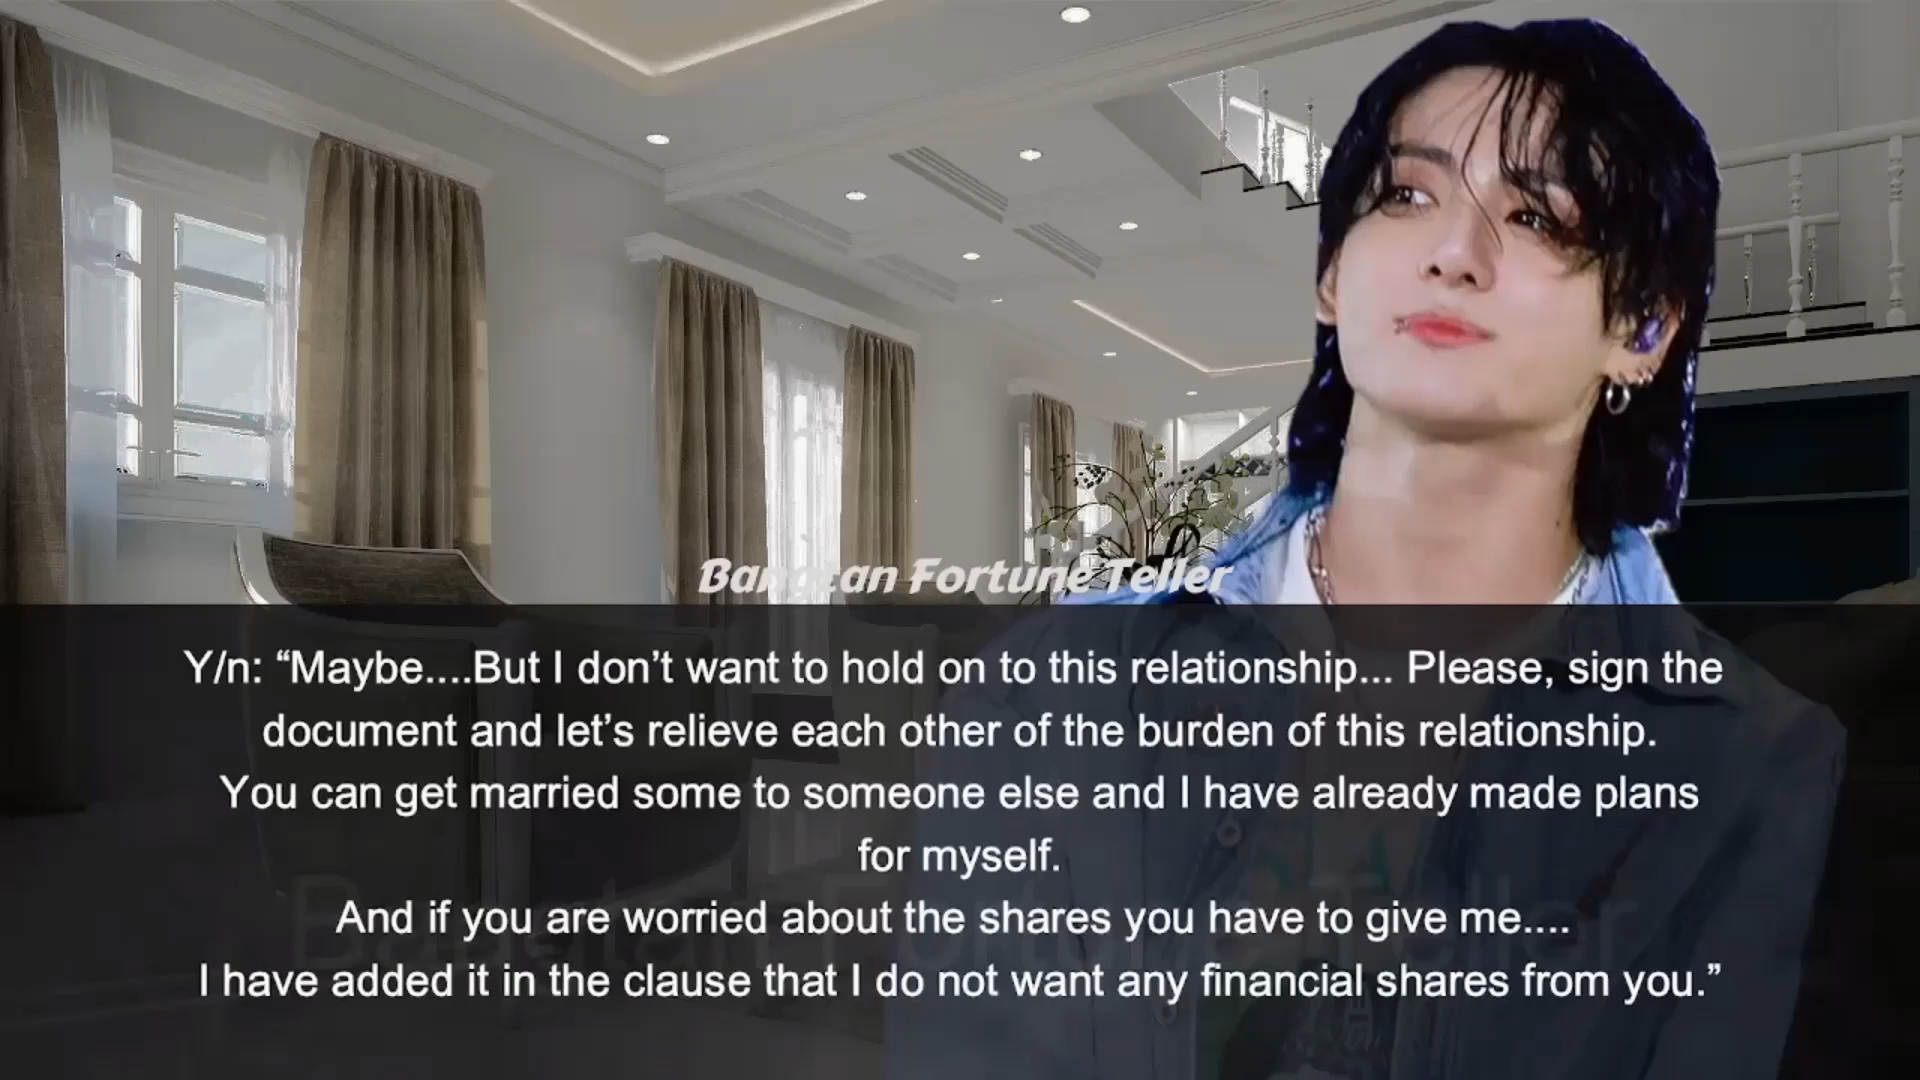 Bangtan Fortune Teller
Y/n: “Maybe....But I don’t want to hold on to this relationship... Please, sign the
document and let’s relieve each other of the burden of this relationship.
You can get married some to someone else and I have already made plans
for myself.
And if you are worried about the shares you have to give me....
I have added it in the clause that I do not want any financial shares from you.”
Bangtan Fortune Teller